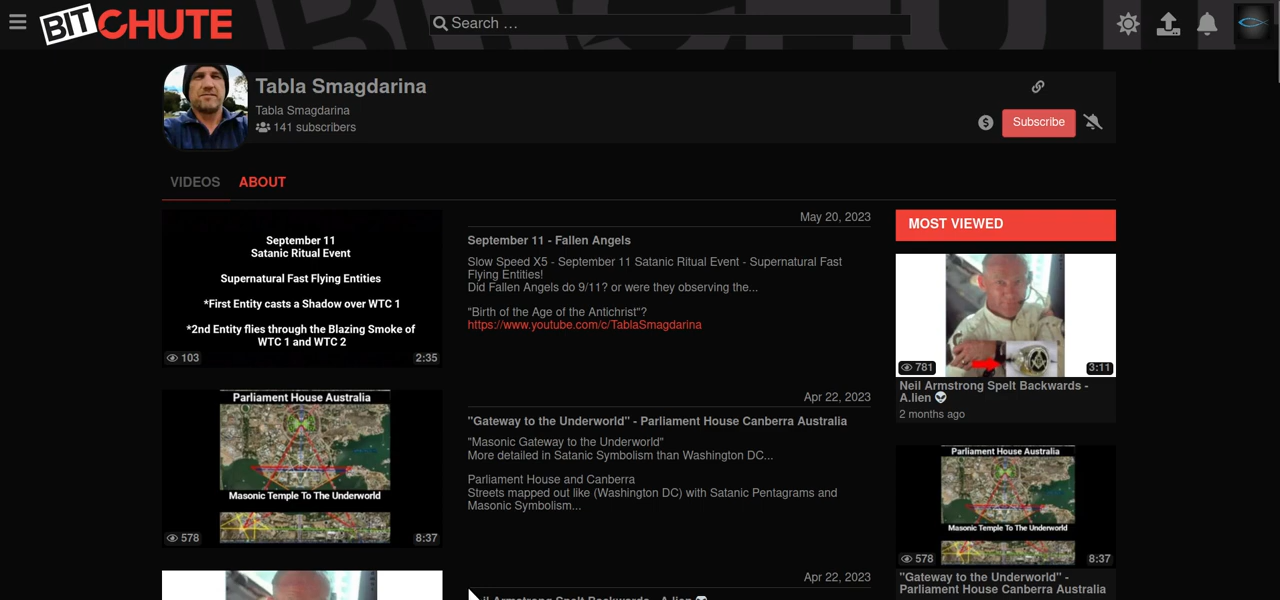 BITCHUTE
Search ...
Tabla Smagdarina
Tabla Smagdarina
141 subscribers
Subscribe
VIDEOS
ABOUT
September 11
Satanic Ritual Event
Supernatural Fast Flying Entities
*First Entity casts a Shadow over WTC 1
*2nd Entity flies through the Blazing Smoke of
WTC 1 and WTC 2
103
2:35
May 20, 2023
September 11 - Fallen Angels
Slow Speed X5 - September 11 Satanic Ritual Event - Supernatural Fast
Flying Entities!
Did Fallen Angels do 9/11? or were they observing the...
"Birth of the Age of the Antichrist"?
https://www.youtube.com/c/TablaSmagdarina
Parliament House Australia
Masonic Temple To The Underworld
578
8:37
Apr 22, 2023
"Gateway to the Underworld" - Parliament House Canberra Australia
"Masonic Gateway to the Underworld"
More detailed in Satanic Symbolism than Washington DC...
Parliament House and Canberra
Streets mapped out like (Washington DC) with Satanic Pentagrams and
Masonic Symbolism...
Apr 22, 2023
Neil Armstrong Spelt Backwards - A.lien 👽
MOST VIEWED
781
3:11
Neil Armstrong Spelt Backwards -
A.lien 👽
2 months ago
Parliament House Australia
Masonic Temple To The Underworld
578
8:37
"Gateway to the Underworld" -
Parliament House Canberra Australia